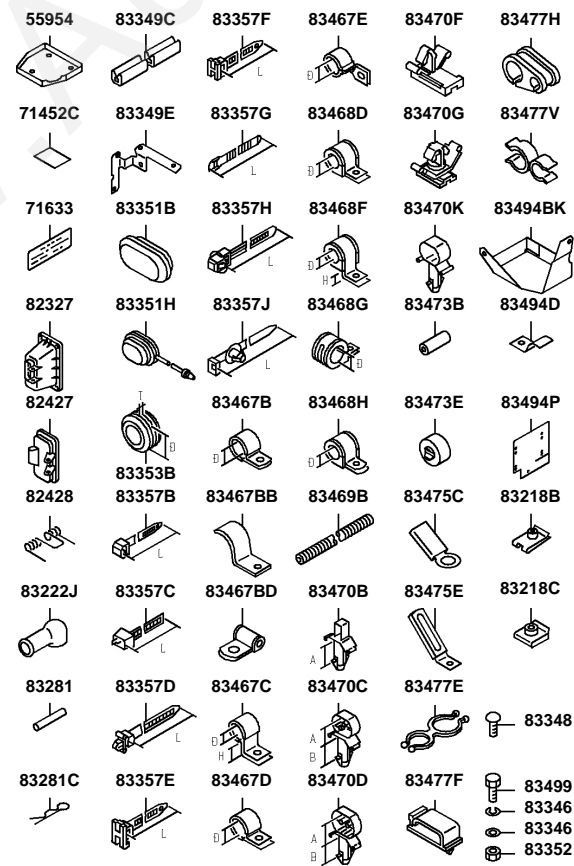 55954 83349C 83357F 83467E 83470F 83477H
L
D
71452C 83349E 83357G 83468D 83470G 83477V
L
D
71633 83351B 83357H 83468F 83470K 83494BK
L
D
H
82327 83351H 83357J 83468G 83473B 83494D
L
D
82427 83467B 83468H 83473E 83494P
T
D
D
D
83353B
82428 83357B 83467BB 83469B 83475C 83218B
L
83222J 83357C 83467BD 83470B 83475E 83218C
L
A
83281 83357D 83467C 83470C 83477E
L
D
H
A
B
83348
83281C 83357E 83467D 83470D 83477F
L
D
A
B
83499
83346
83346
83352